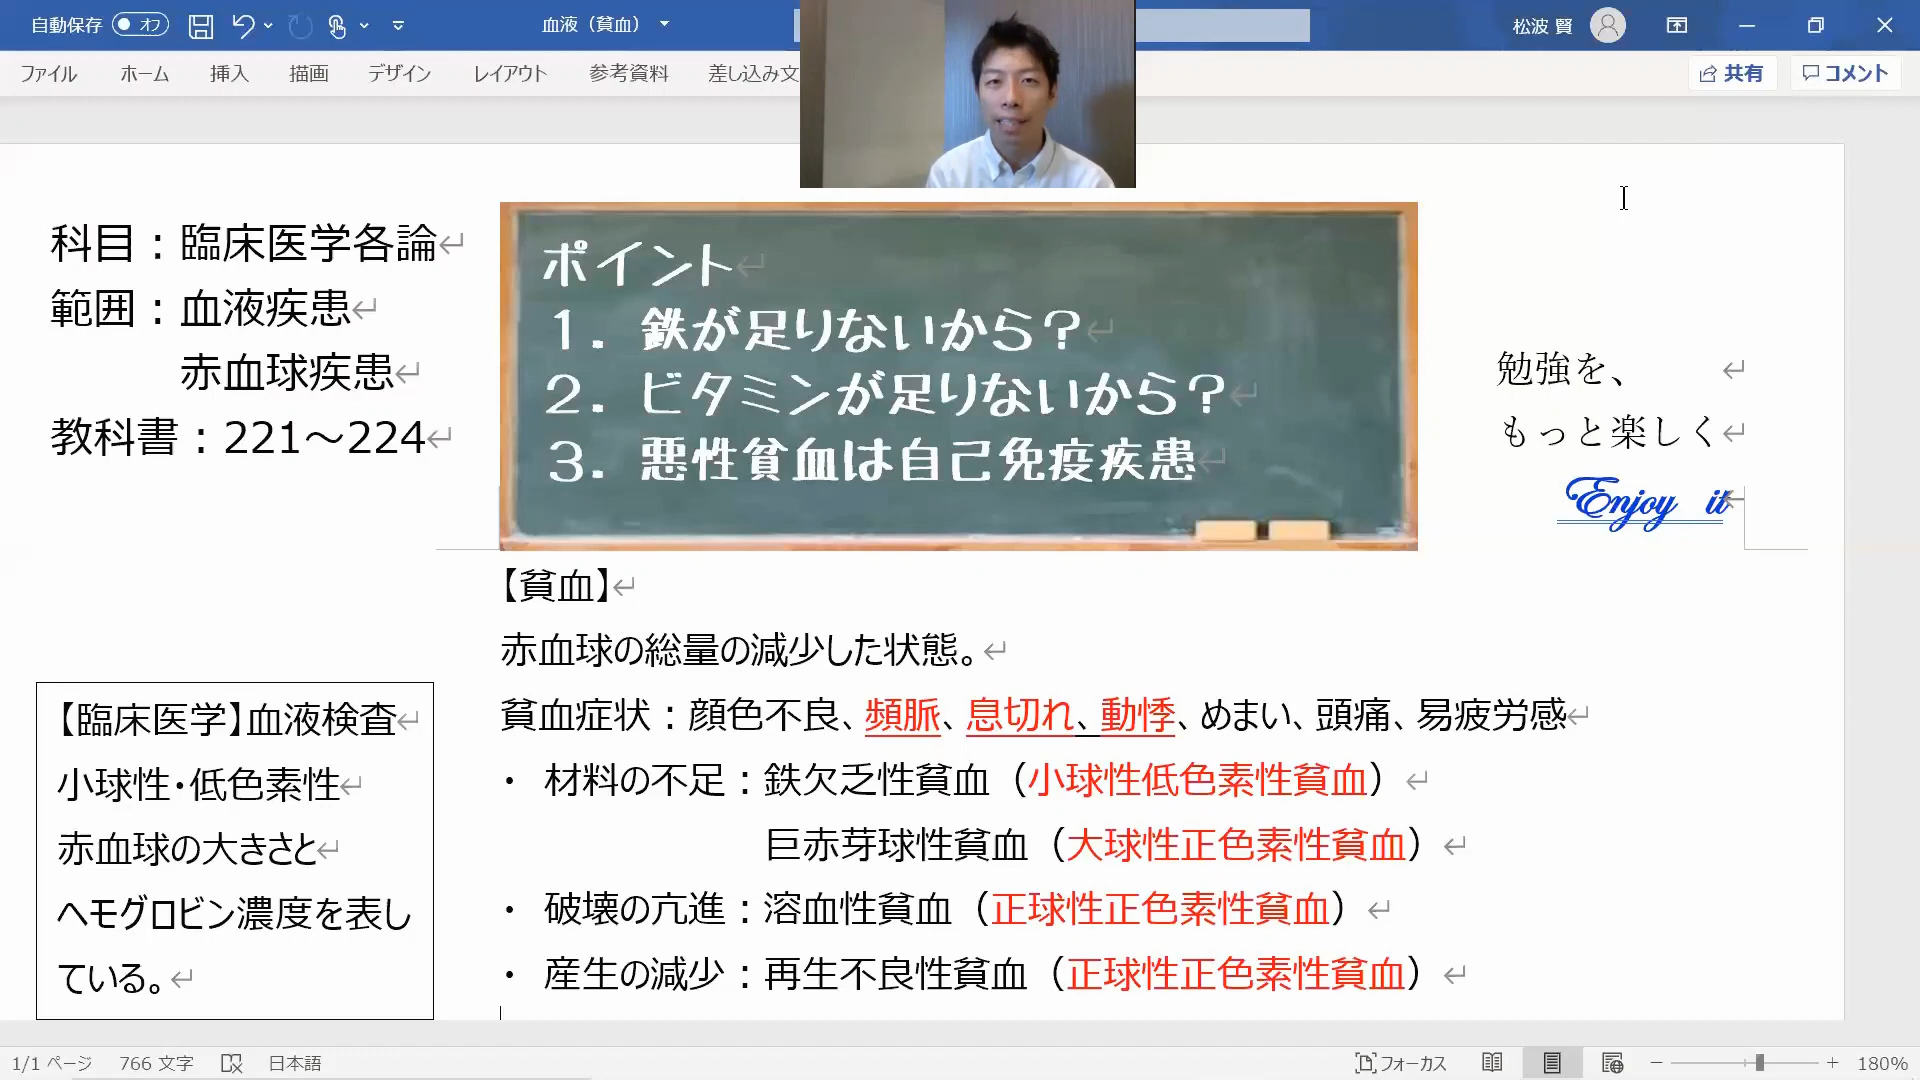 自動保存 オフ 血液（貧血） 松波 賢
ファイル ホーム 挿入 描画 デザイン レイアウト 参考資料 差し込み文 共有 コメント
科目：臨床医学各論
範囲：血液疾患
赤血球疾患
教科書：221～224
ポイント
１．鉄が足りないから？
２．ビタミンが足りないから？
３．悪性貧血は自己免疫疾患
勉強を、
もっと楽しく
Enjoy it
【貧血】
赤血球の総量の減少した状態。
貧血症状：顔色不良、頻脈、息切れ、動悸、めまい、頭痛、易疲労感
・ 材料の不足：鉄欠乏性貧血（小球性低色素性貧血）
巨赤芽球性貧血（大球性正色素性貧血）
・ 破壊の亢進：溶血性貧血（正球性正色素性貧血）
・ 産生の減少：再生不良性貧血（正球性正色素性貧血）
【臨床医学】血液検査
小球性・低色素性
赤血球の大きさと
ヘモグロビン濃度を表し
ている。
1/1 ページ 766 文字 日本語 フォーカス 180%